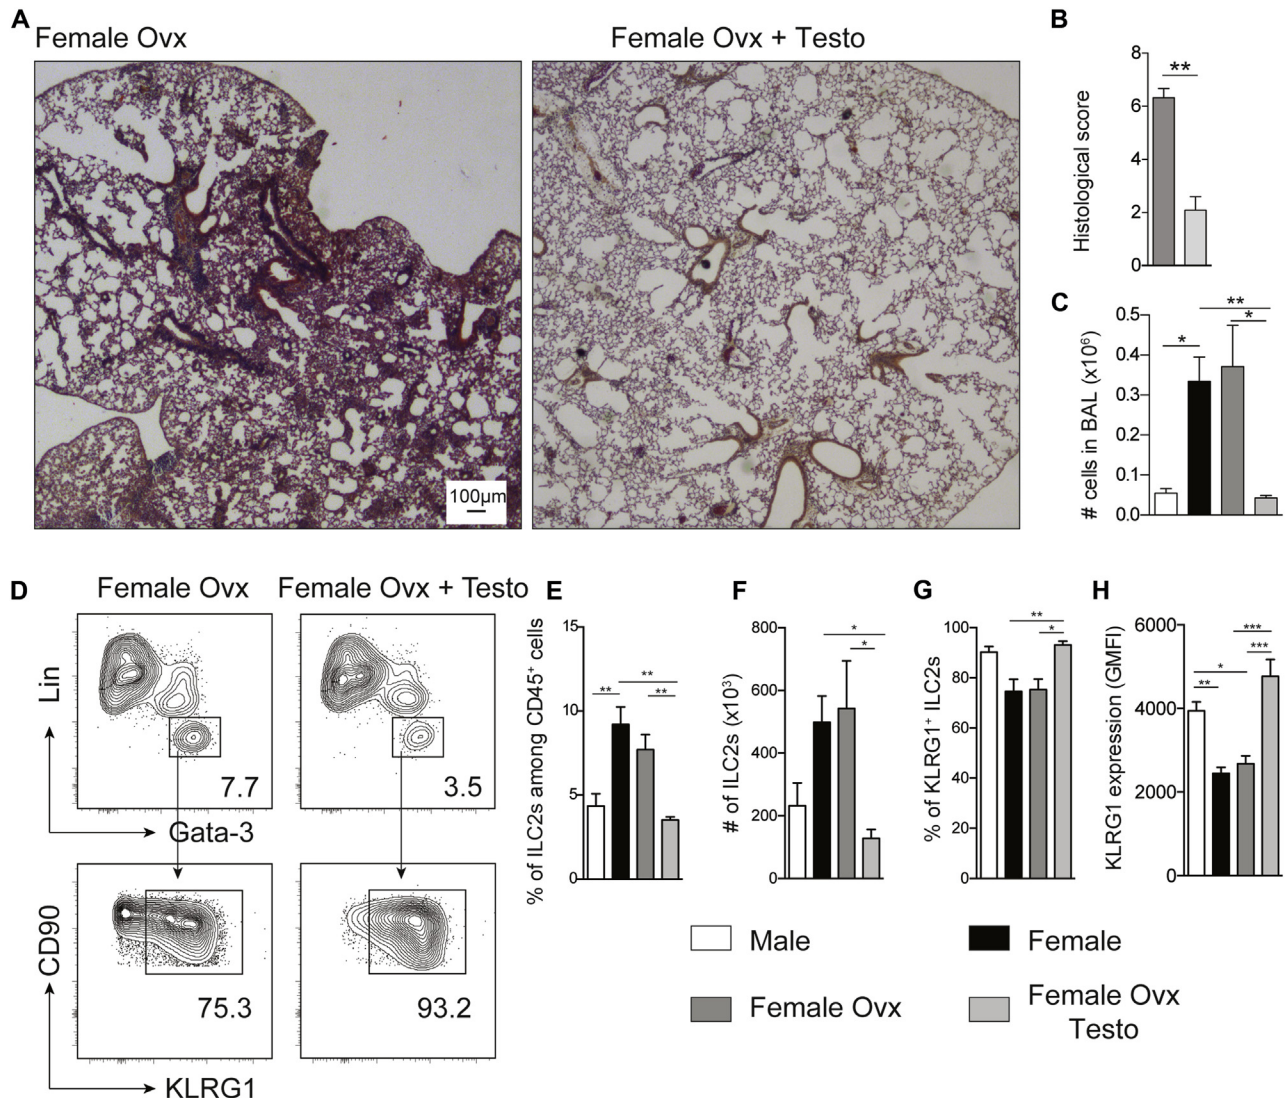 A
Female Ovx
Female Ovx + Testo
100µm
B
Histological score
8
6
4
2
0
**
C
# cells in BAL (x10⁶)
0.5
0.4
0.3
0.2
0.1
0.0
*
**
*
D
Female Ovx
Female Ovx + Testo
Lin
7.7
3.5
Gata-3
CD90
75.3
93.2
KLRG1
E
% of ILC2s among CD45⁺ cells
15
10
5
0
**
**
**
F
# of ILC2s (x10³)
800
600
400
200
0
*
*
G
% of KLRG1⁺ ILC2s
100
80
60
40
20
0
**
*
H
KLRG1 expression (GMFI)
6000
4000
2000
0
***
***
*
**
Male
Female
Female Ovx
Female Ovx
Testo